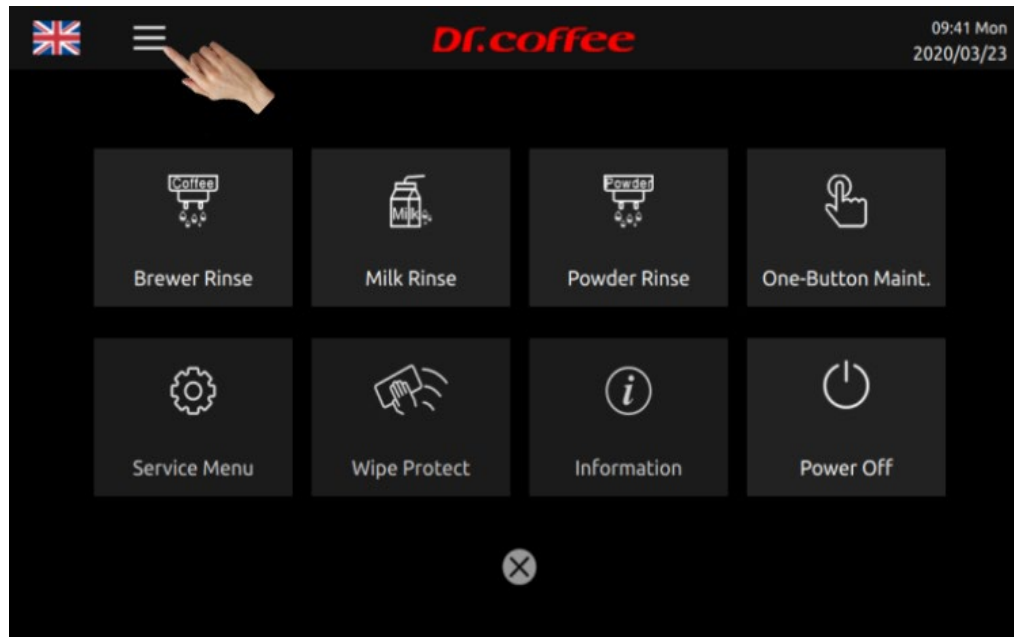 Dr.coffee
09:41 Mon
2020/03/23
Coffee
Milk
Powder
Brewer Rinse
Milk Rinse
Powder Rinse
One-Button Maint.
i
Service Menu
Wipe Protect
Information
Power Off